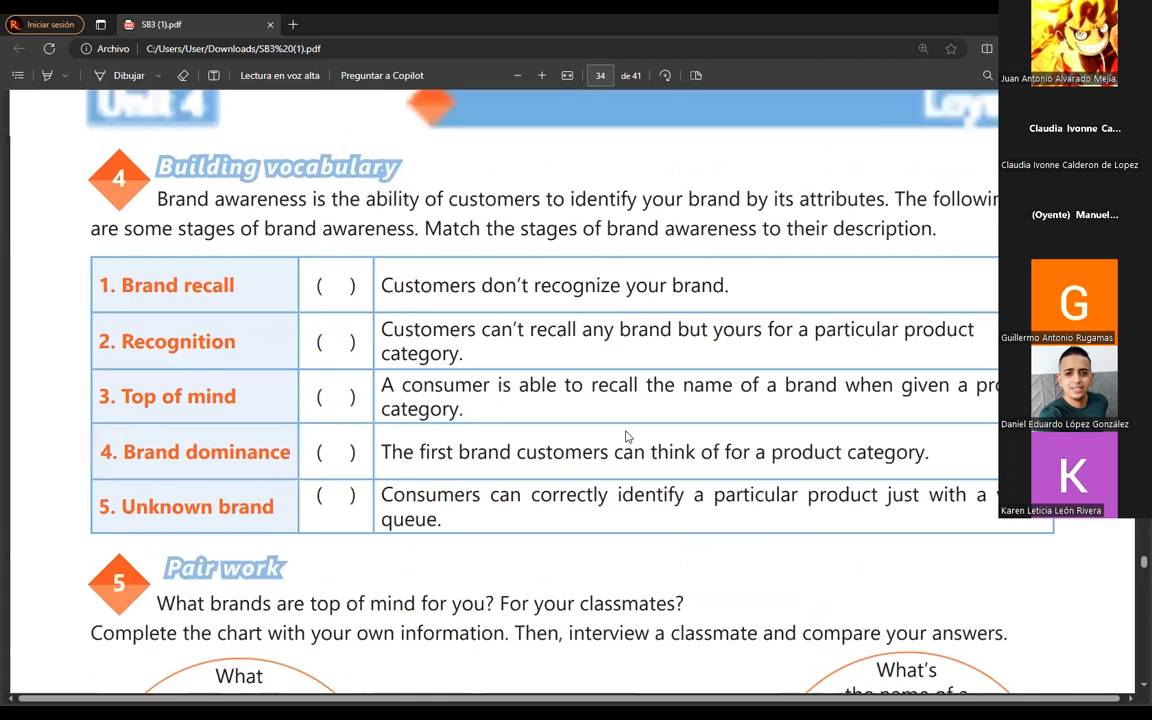 Iniciar sesión
SB3 (1).pdf
Archivo
C:/Users/User/Downloads/SB3%20(1).pdf
Dibujar
Lectura en voz alta
Preguntar a Copilot
34
de 41
Unit 4
4
Building vocabulary
Brand awareness is the ability of customers to identify your brand by its attributes. The
are some stages of brand awareness. Match the stages of brand awareness to their description.
1. Brand recall ( ) Customers don't recognize your brand.
2. Recognition ( ) Customers can't recall any brand but yours for a particular product
category.
3. Top of mind ( ) A consumer is able to recall the name of a brand when given a
category.
4. Brand dominance ( ) The first brand customers can think of for a product category.
5. Unknown brand ( ) Consumers can correctly identify a particular product just with a
queue.
5
Pair work
What brands are top of mind for you? For your classmates?
Complete the chart with your own information. Then, interview a classmate and compare your answers.
What
What's
Juan Antonio Alvarado Mejía
Claudia Ivonne Ca...
Claudia Ivonne Calderon de Lopez
(Oyente) Manuel...
G
Guillermo Antonio Rugamas
Daniel Eduardo López González
K
Karen Leticia León Rivera